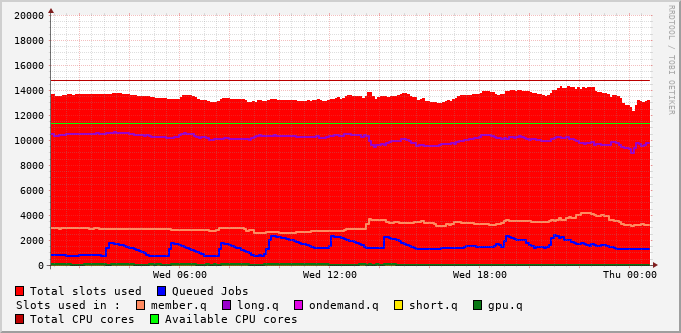 RRDTOOL / TOBI OETIKER
20000
18000
16000
14000
12000
10000
8000
6000
4000
2000
0
Wed 06:00 Wed 12:00 Wed 18:00 Thu 00:00
Total slots used Queued Jobs
Slots used in : member.q long.q ondemand.q short.q gpu.q
Total CPU cores Available CPU cores